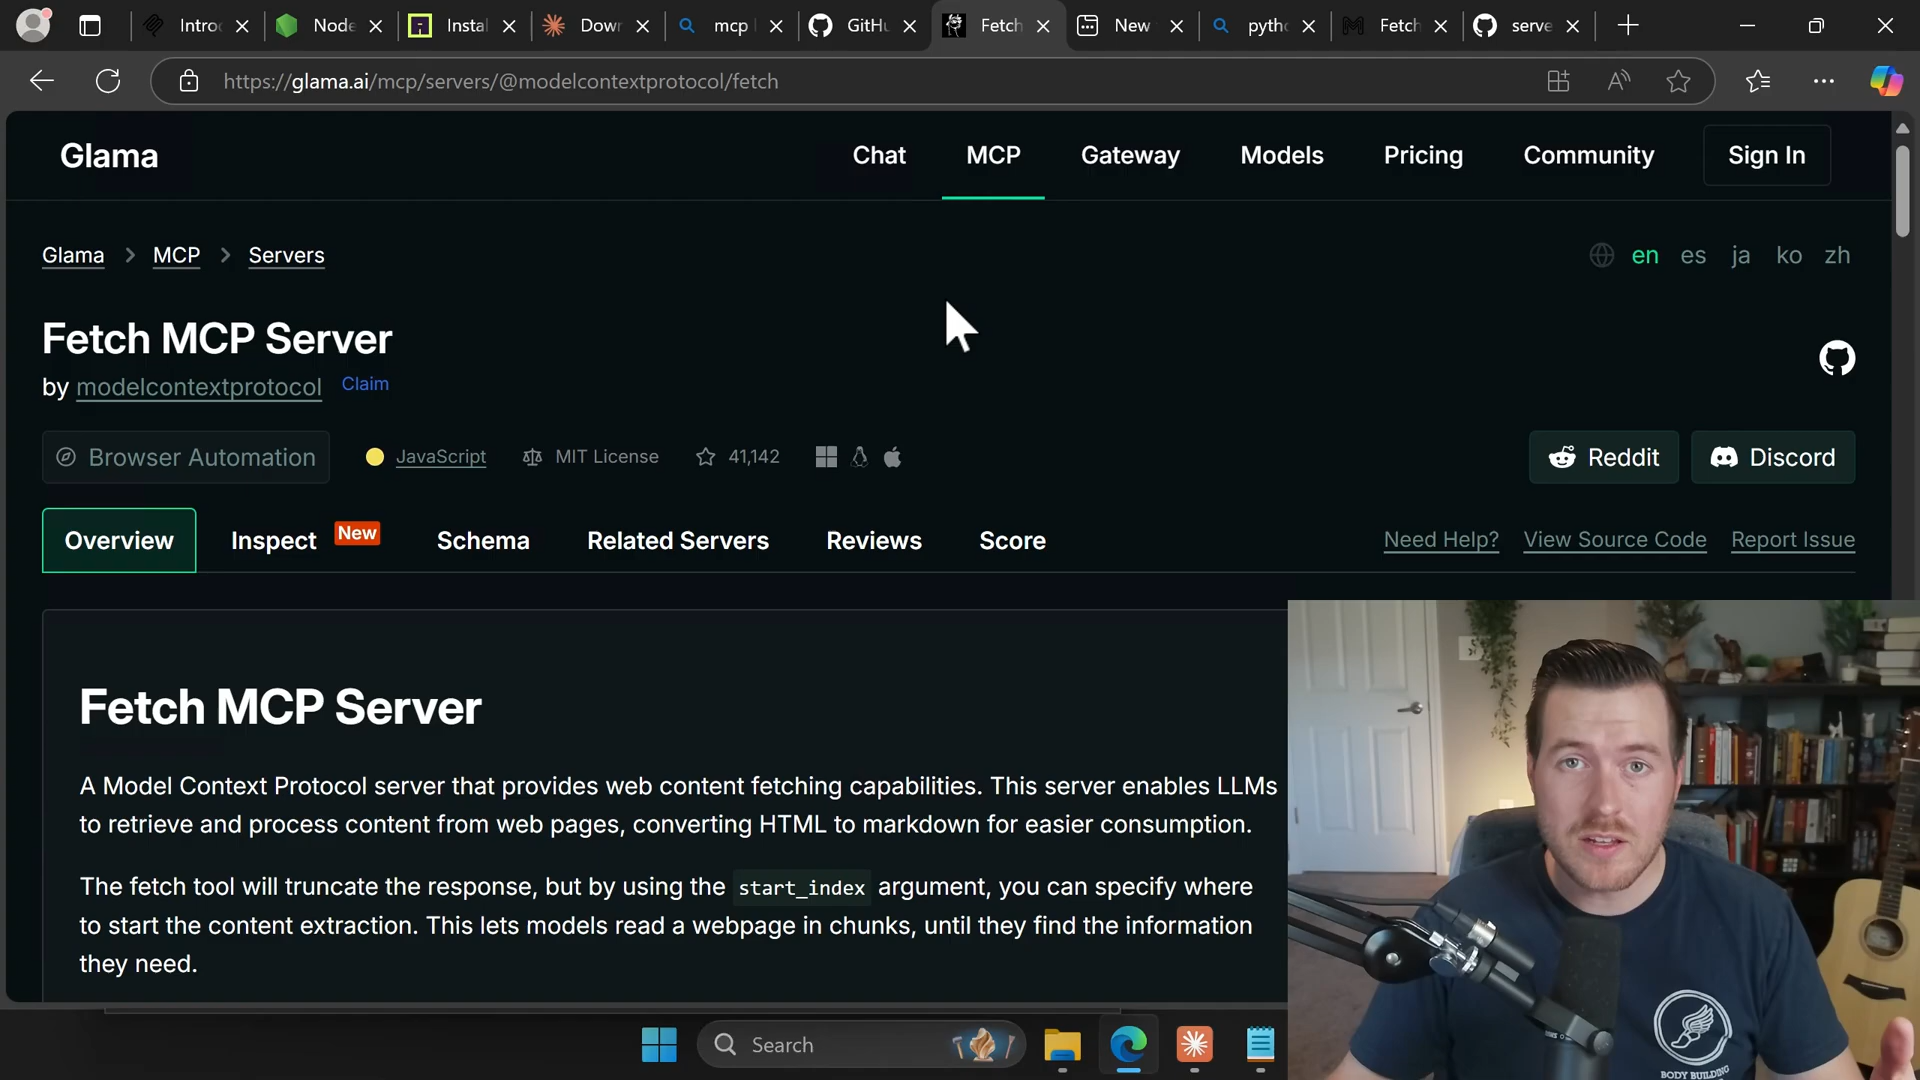 Introd
Node
Instal
Down
mcp
GitHu
Fetch
New
pytho
Fetch
serve
https://glama.ai/mcp/servers/@modelcontextprotocol/fetch
Glama
Chat
MCP
Gateway
Models
Pricing
Community
Sign In
Glama > MCP > Servers
en es ja ko zh
Fetch MCP Server
by modelcontextprotocol Claim
Browser Automation
JavaScript
MIT License
41,142
Reddit
Discord
Overview
Inspect New
Schema
Related Servers
Reviews
Score
Need Help?
View Source Code
Report Issue
Fetch MCP Server
A Model Context Protocol server that provides web content fetching capabilities. This server enables LLMs
to retrieve and process content from web pages, converting HTML to markdown for easier consumption.
The fetch tool will truncate the response, but by using the start_index argument, you can specify where
to start the content extraction. This lets models read a webpage in chunks, until they find the information
they need.
Search
BODY BUILDING